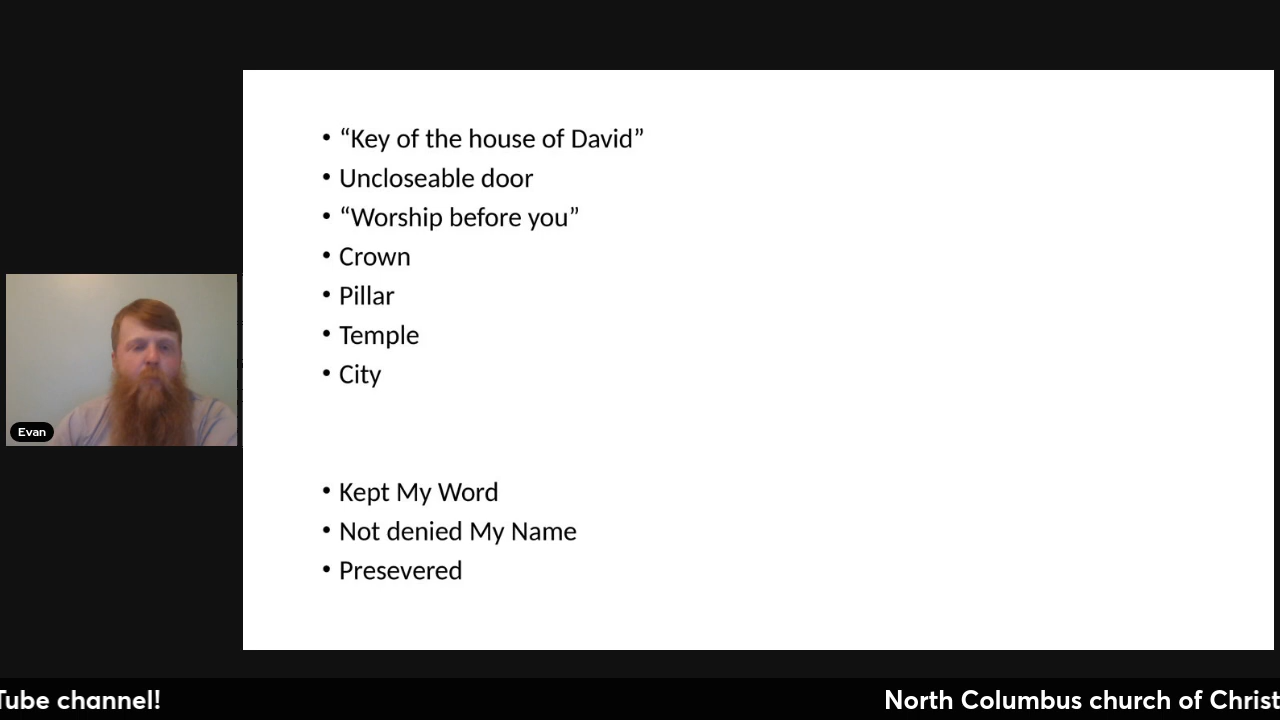 • “Key of the house of David”
• Uncloseable door
• “Worship before you”
• Crown
• Pillar
• Temple
• City
• Kept My Word
• Not denied My Name
• Presevered
Evan
Tube channel!
North Columbus church of Christ